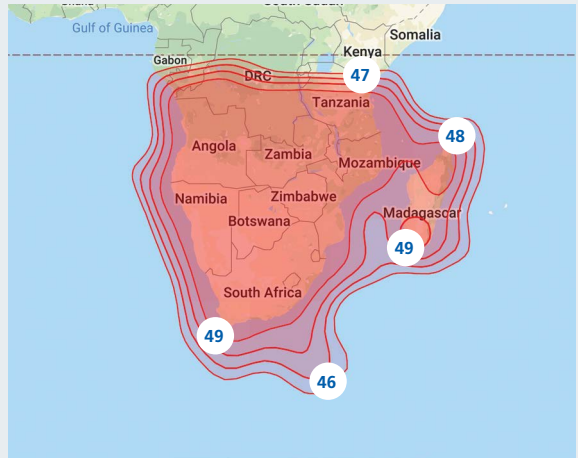 Gulf of Guinea
Somalia
Kenya
Gabon
47
DRC
Tanzania
48
Angola
Zambia
Mozambique
Namibia
Zimbabwe
Madagascar
Botswana
49
South Africa
49
46